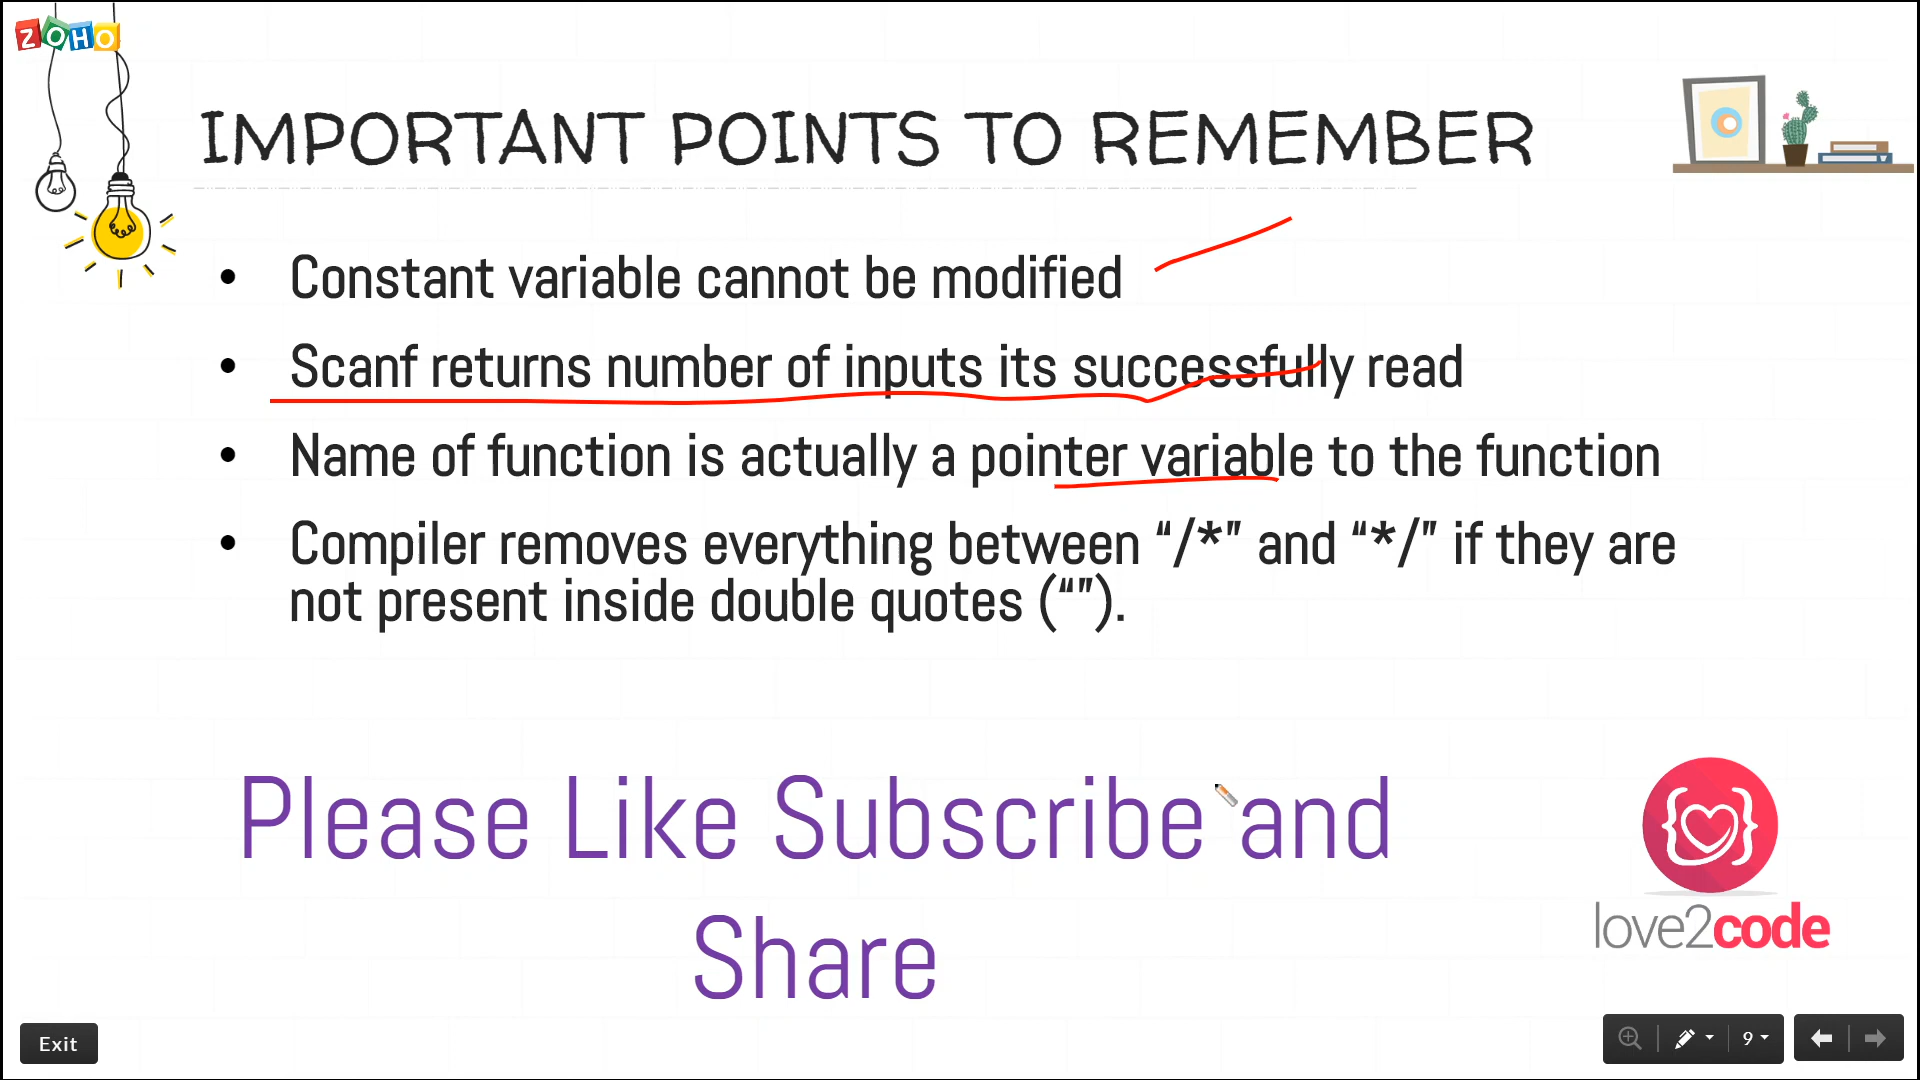 ZOHO
IMPORTANT POINTS TO REMEMBER
• Constant variable cannot be modified
• Scanf returns number of inputs its successfully read
• Name of function is actually a pointer variable to the function
• Compiler removes everything between “/*” and “*/” if they are
not present inside double quotes (“”).
Please Like Subscribe and
Share
love2code
Exit
9